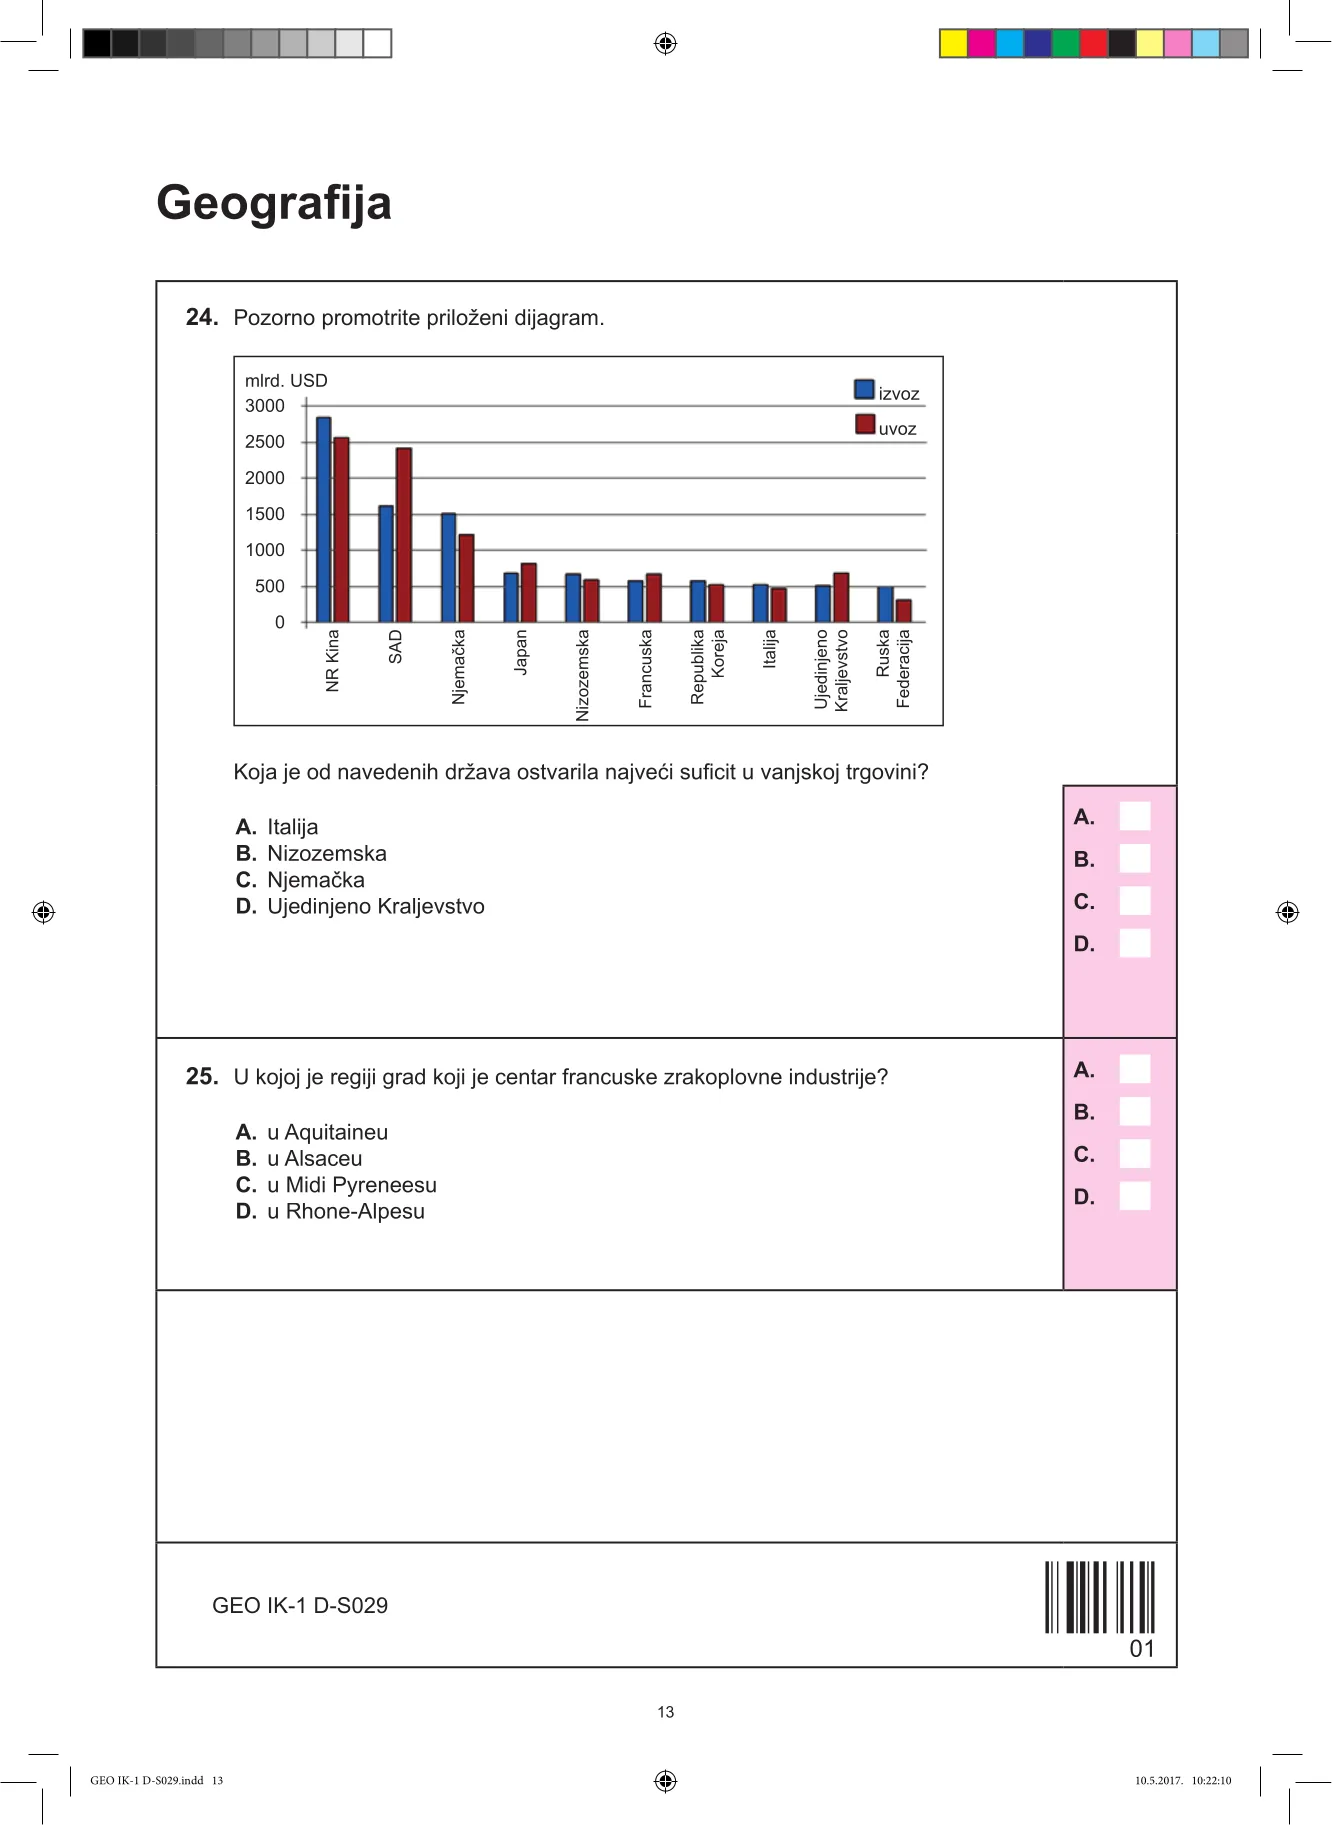 Geografija
24. Pozorno promotrite priloženi dijagram.
mlrd. USD
izvoz
uvoz
3000
2500
2000
1500
1000
500
0
NR Kina
SAD
Njemačka
Japan
Nizozemska
Francuska
Republika
Koreja
Italija
Ujedinjeno
Kraljevstvo
Ruska
Federacija
Koja je od navedenih država ostvarila najveći suficit u vanjskoj trgovini?
A. Italija
B. Nizozemska
C. Njemačka
D. Ujedinjeno Kraljevstvo
A.
B.
C.
D.
25. U kojoj je regiji grad koji je centar francuske zrakoplovne industrije?
A. u Aquitaineu
B. u Alsaceu
C. u Midi Pyreneesu
D. u Rhone-Alpesu
A.
B.
C.
D.
GEO IK-1 D-S029
01
13
GEO IK-1 D-S029.indd 13
10.5.2017. 10:22:10